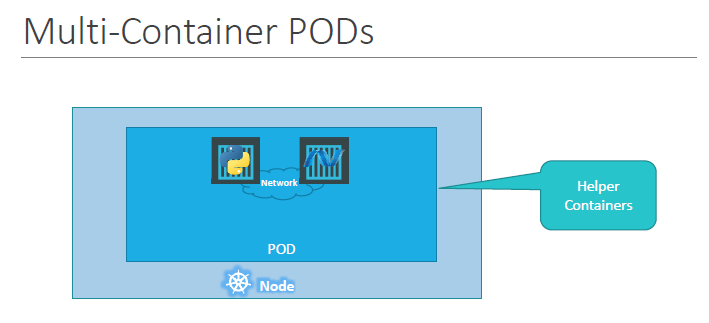 Multi-Container PODs
Network
Helper
Containers
POD
Node